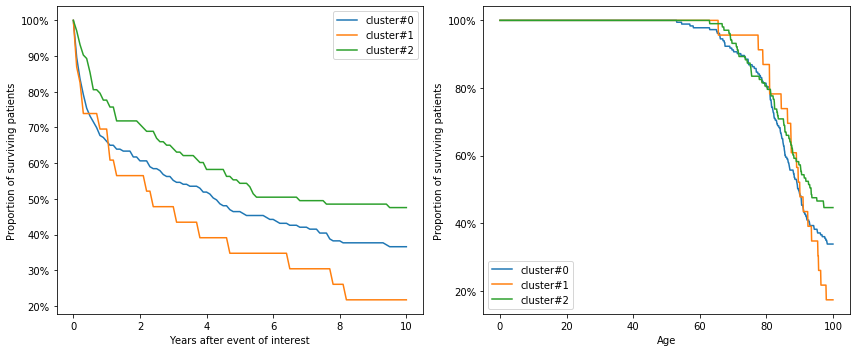 Proportion of surviving patients
100%
90%
80%
70%
60%
50%
40%
30%
20%
0
2
4
6
8
10
Years after event of interest
cluster#0
cluster#1
cluster#2
Proportion of surviving patients
100%
80%
60%
40%
20%
0
20
40
60
80
100
Age
cluster#0
cluster#1
cluster#2